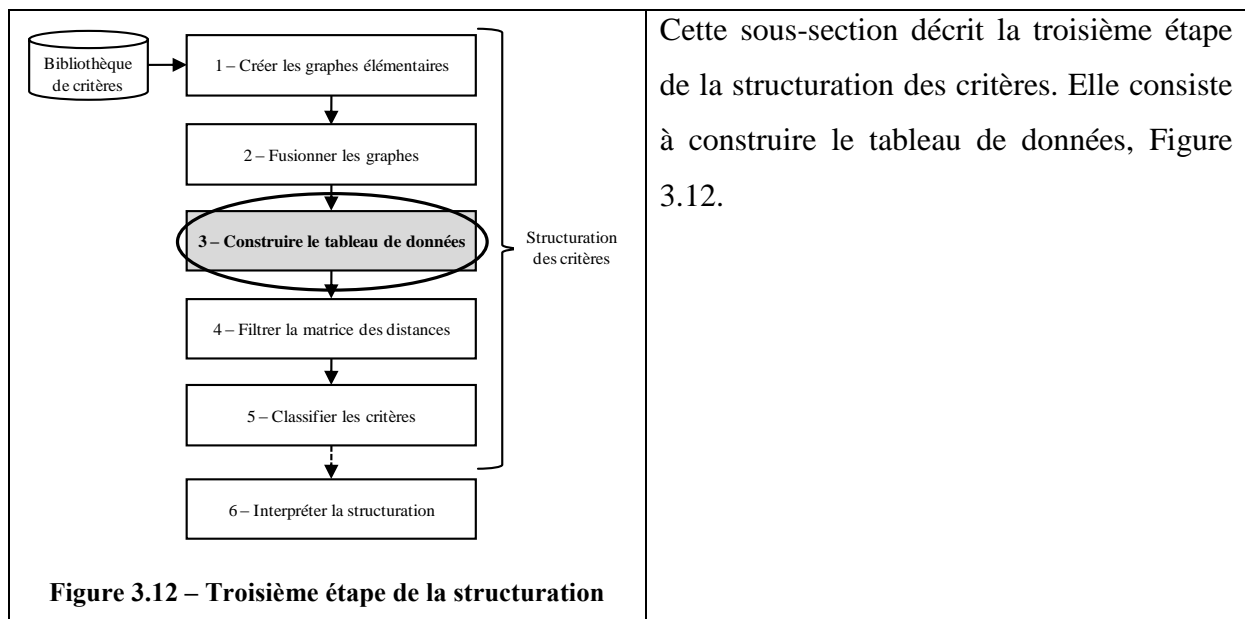 Bibliothèque
de critères
1 – Créer les graphes élémentaires
2 – Fusionner les graphes
3 – Construire le tableau de données
Structuration
des critères
4 – Filtrer la matrice des distances
5 – Classifier les critères
6 – Interpréter la structuration
Figure 3.12 – Troisième étape de la structuration
Cette sous-section décrit la troisième étape
de la structuration des critères. Elle consiste
à construire le tableau de données, Figure
3.12.